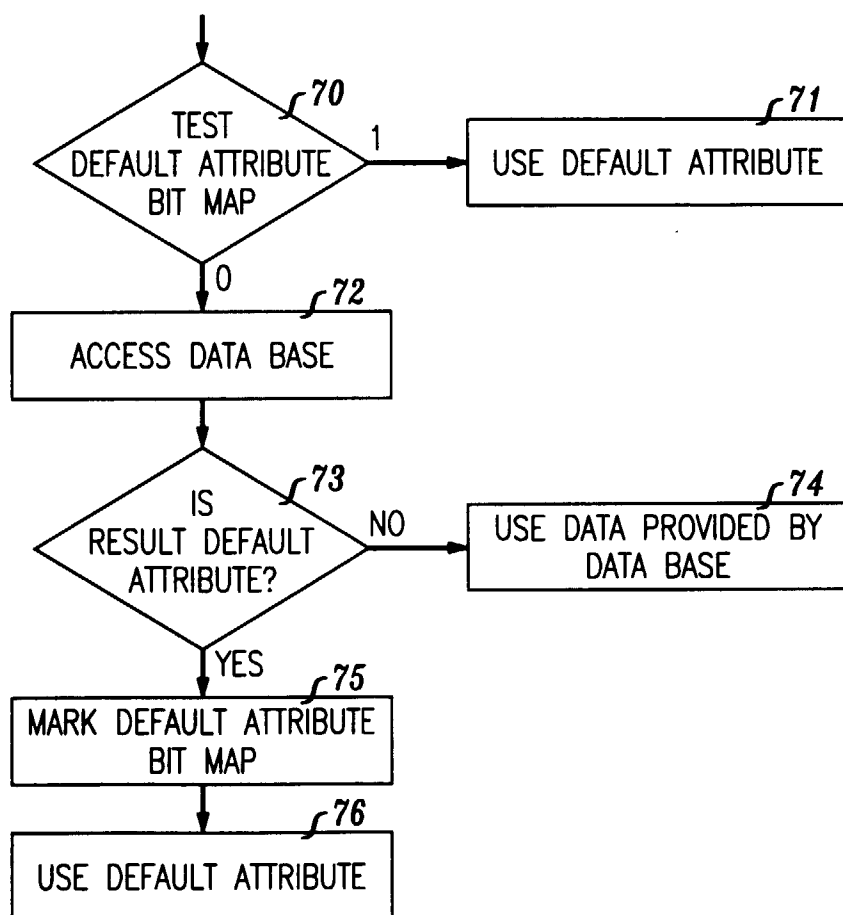 70
TEST
DEFAULT ATTRIBUTE
BIT MAP
1
71
USE DEFAULT ATTRIBUTE
0
72
ACCESS DATA BASE
73
IS
RESULT DEFAULT
ATTRIBUTE?
NO
74
USE DATA PROVIDED BY
DATA BASE
YES
75
MARK DEFAULT ATTRIBUTE
BIT MAP
76
USE DEFAULT ATTRIBUTE